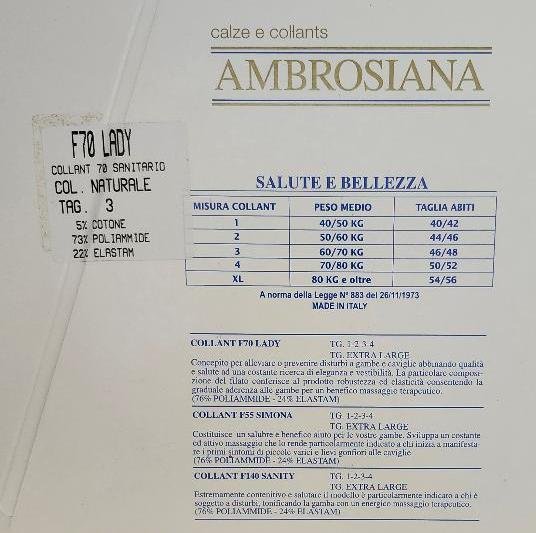 calze e collants
AMBROSIANA
F70 LADY
COLLANT 70 SANITARIO
COL. NATURALE
TAG. 3
5% COTONE
73% POLIAMMIDE
22% ELASTAM
SALUTE E BELLEZZA
MISURA COLLANT PESO MEDIO TAGLIA ABITI
1 40/50 KG 40/42
2 50/60 KG 44/46
3 60/70 KG 46/48
4 70/80 KG 50/52
XL 80 KG e oltre 54/56
A norma della Legge N° 883 del 26/11/1973
MADE IN ITALY
COLLANT F70 LADY TG. 1-2-3-4
TG. EXTRA LARGE
Concepito per alleviare o prevenire disturbi a gambe e caviglie abbinando qualità
e salute ad una costante ricerca di eleganza e vestibilità. La particolare composi-
zione del filato conferisce al prodotto robustezza ed elasticità consentendo la
graduale aderenza alle gambe per un benefico massaggio terapeutico.
(76% POLIAMMIDE - 24% ELASTAM)
COLLANT F55 SIMONA TG. 1-2-3-4
TG. EXTRA LARGE
Costituisce un salubre e benefico aiuto per le vostre gambe. Sviluppa un costante
ed attivo massaggio che lo rende particolarmente indicato a chi inizia a manifesta-
re i primi sintomi di piccole varici e lievi gonfiori alle caviglie
(76% POLIAMMIDE - 24% ELASTAM)
COLLANT F140 SANITY TG. 1-2-3-4
TG. EXTRA LARGE
Estremamente contenitivo e salutare il modello è particolarmente indicato a chi è
soggetto a disturbi, tonificando la gamba con un energico massaggio terapeutico.
(76% POLIAMMIDE - 24% ELASTAM)